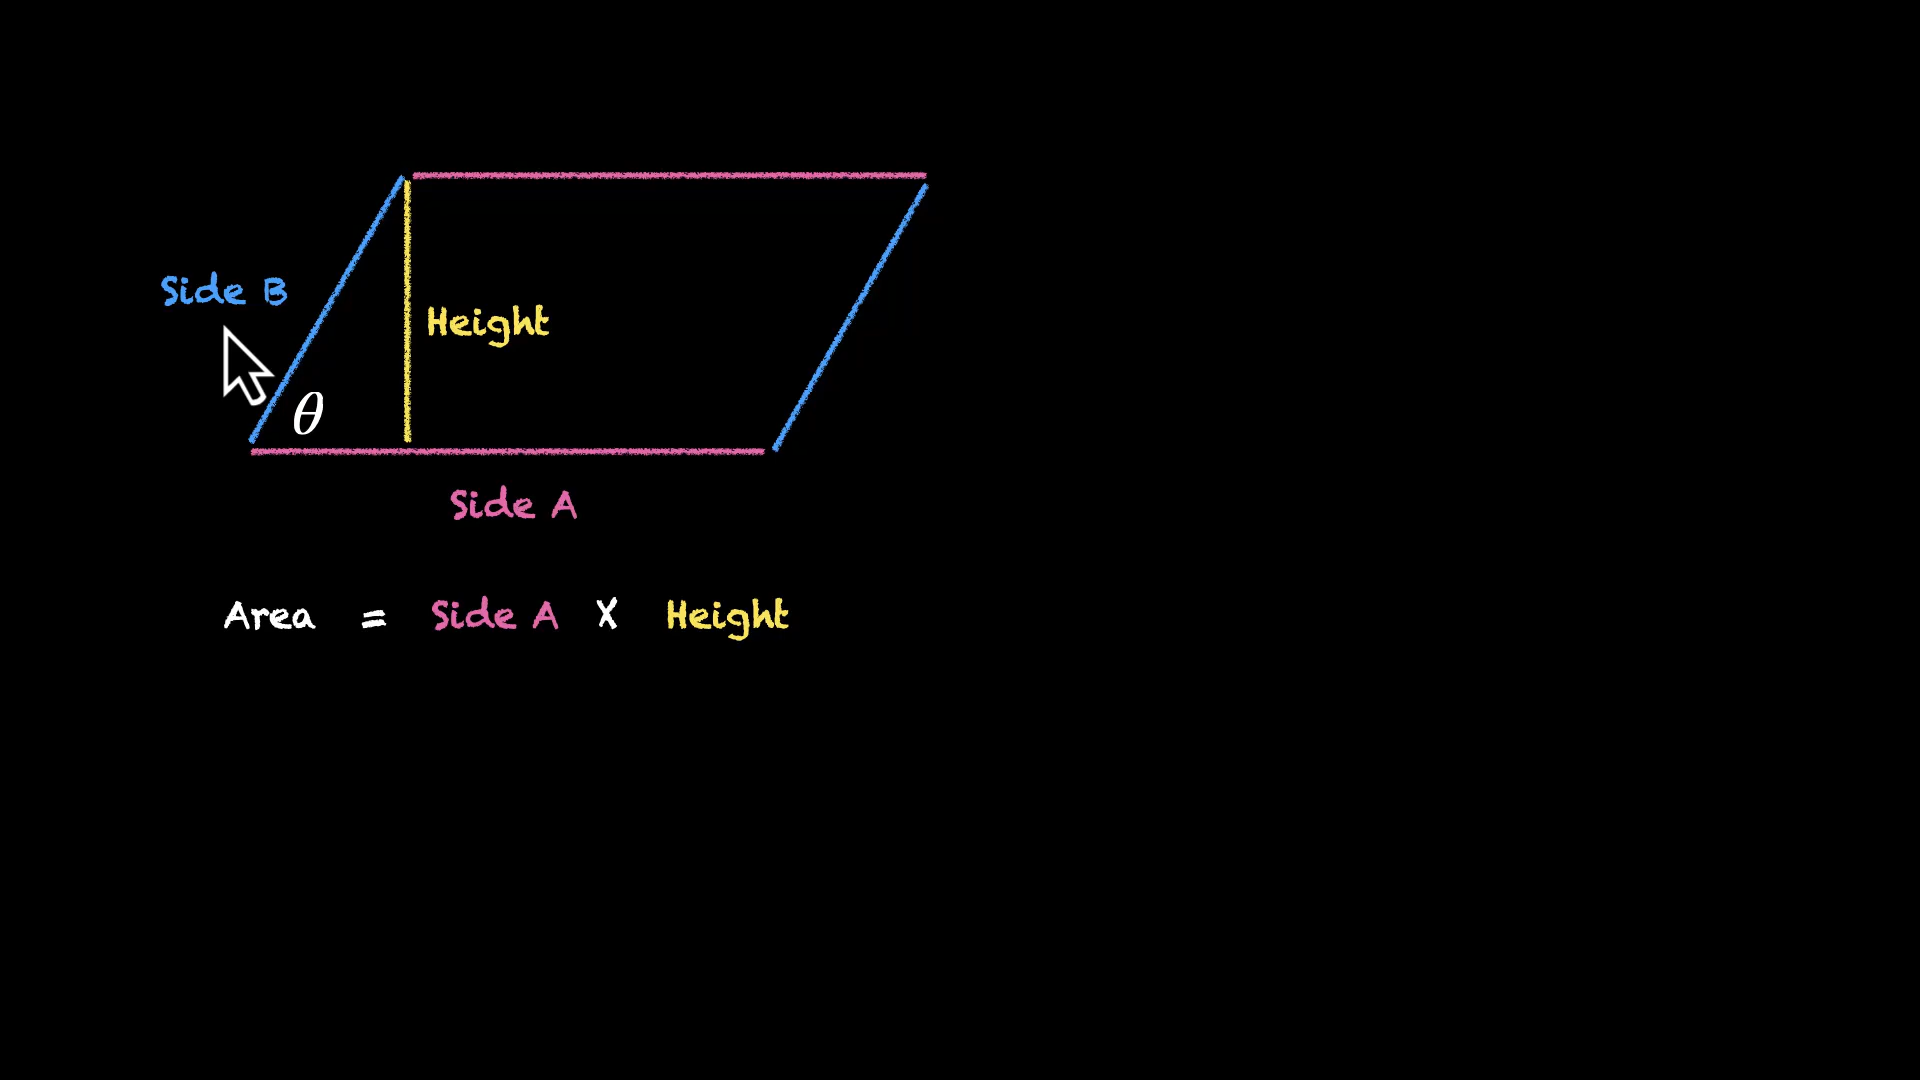 Side B
Height
θ
Side A
Area = Side A X Height